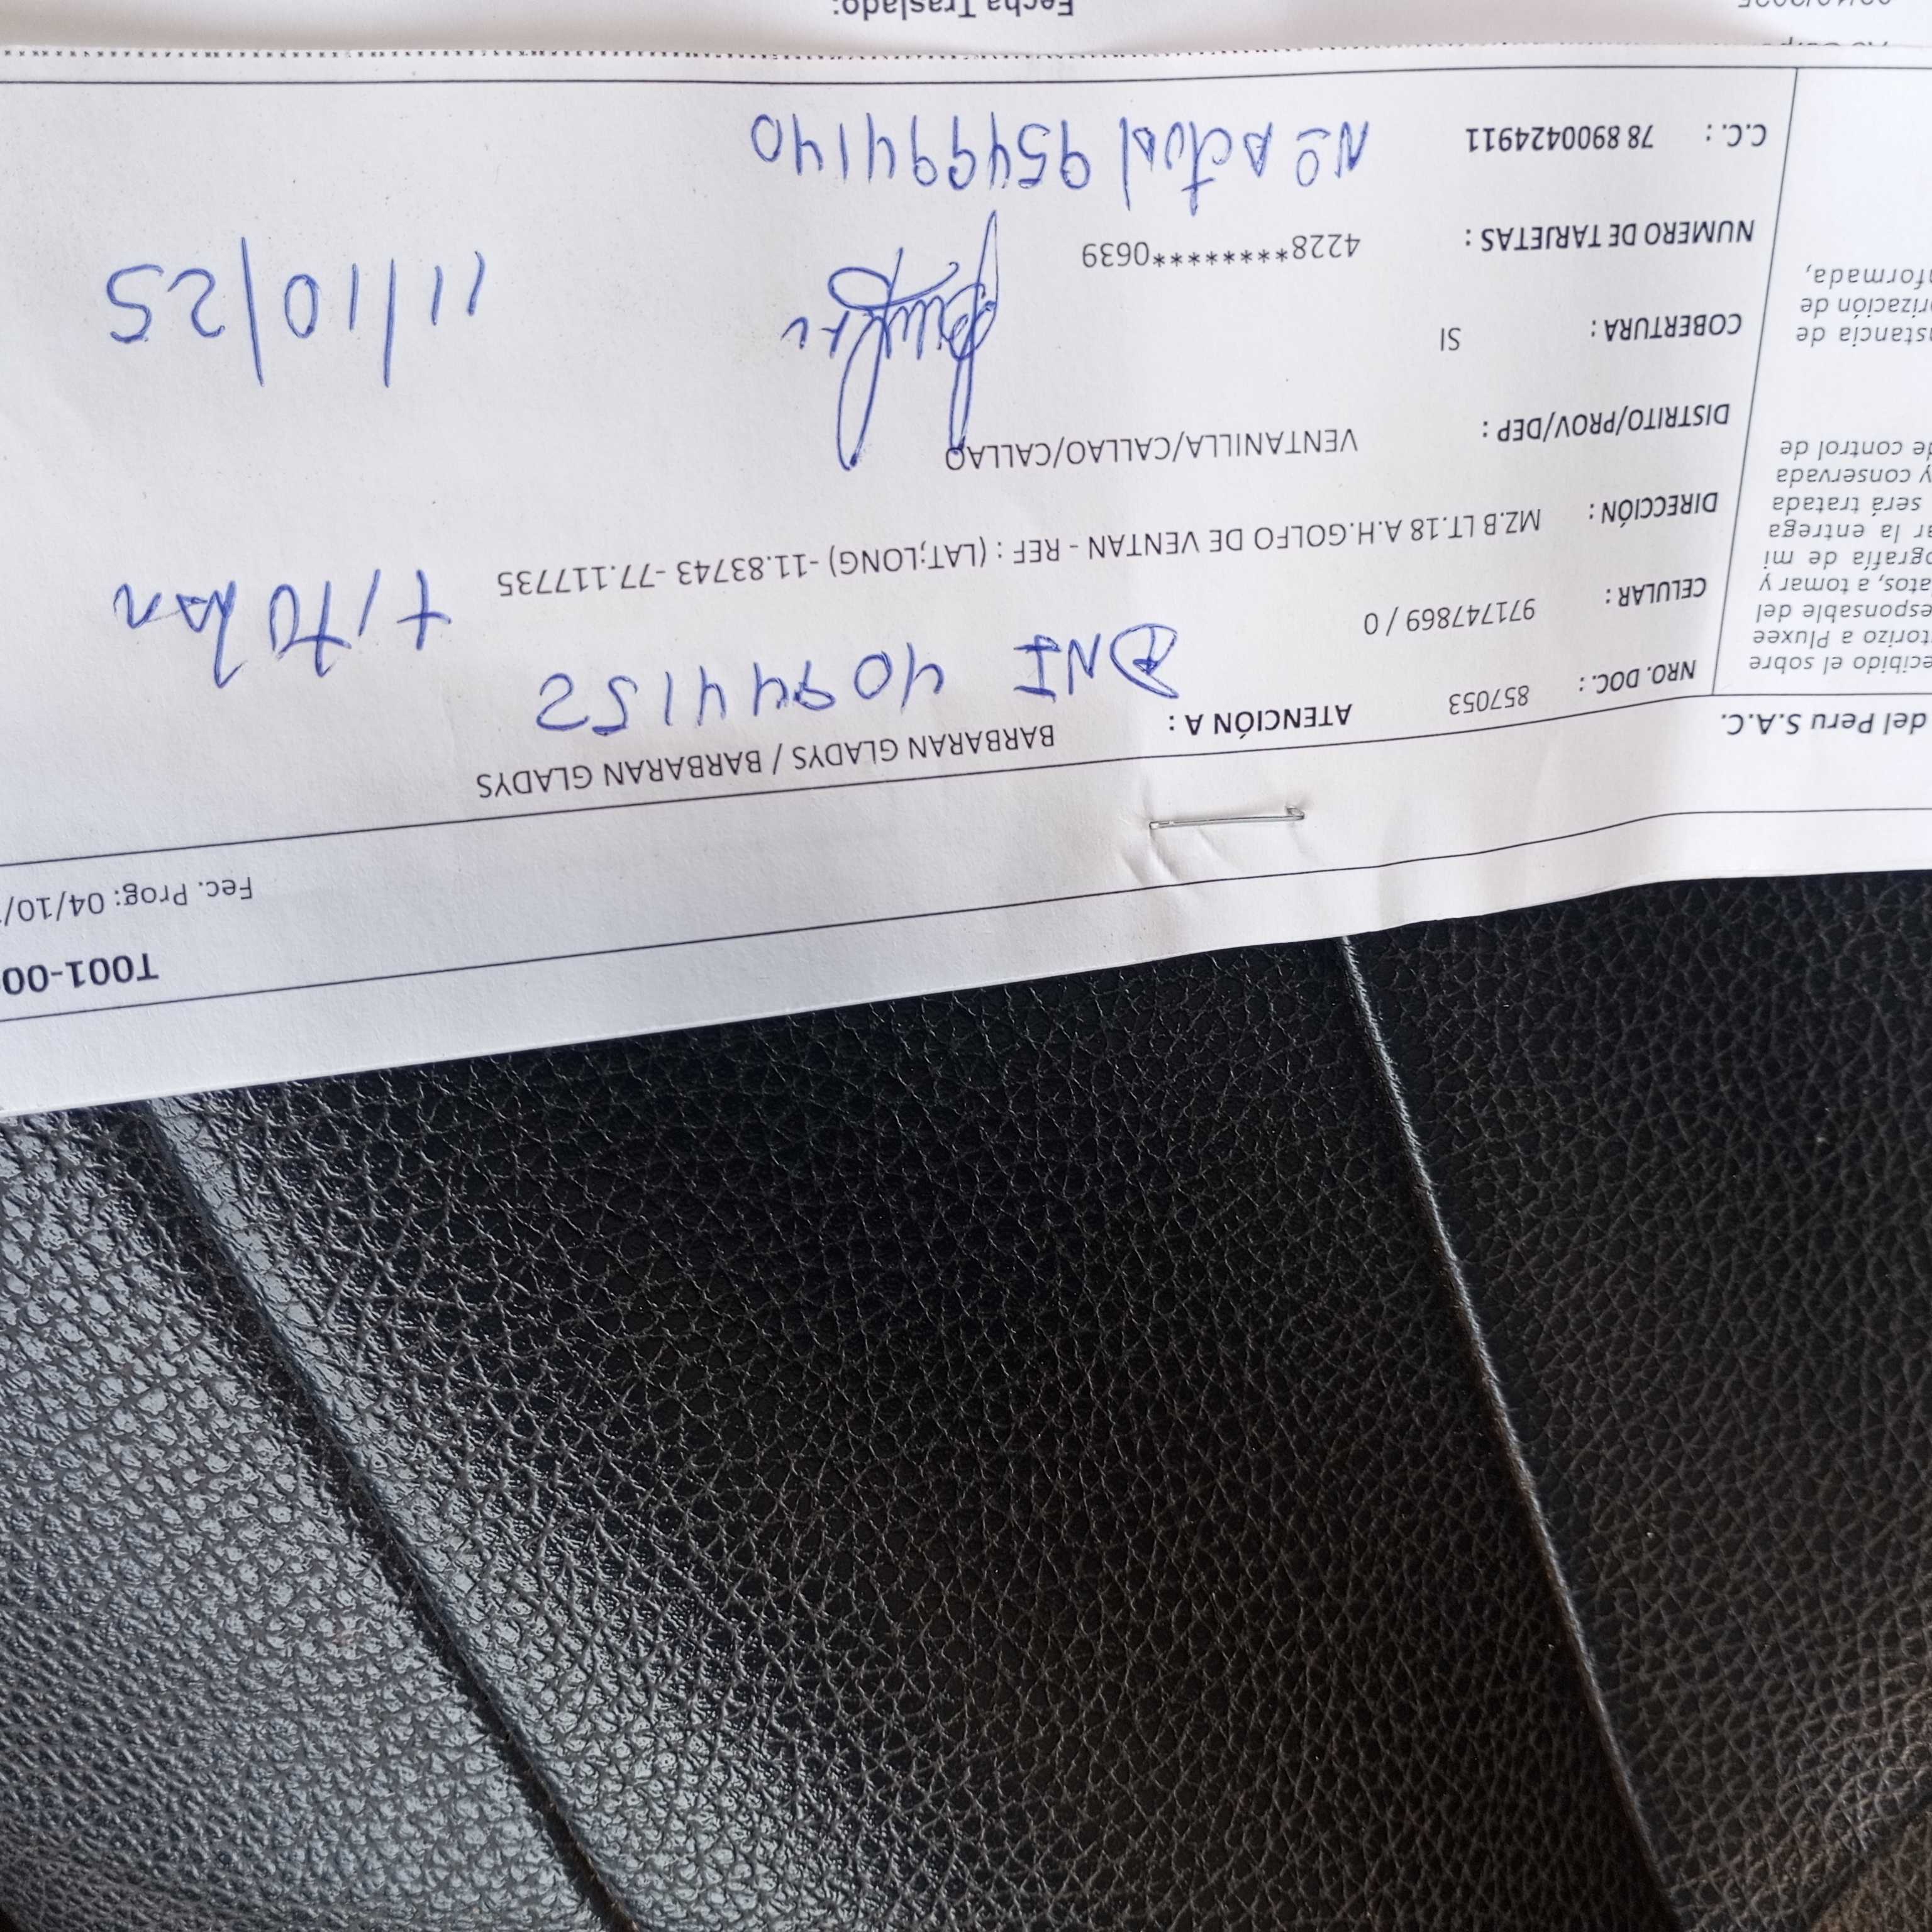 T001-00
Fec. Prog: 04/10/
del Peru S.A.C.
ecibido el sobre
torizo a Pluxee
esponsable del
atos, a tomar y
ografía de mi
ar la entrega
será tratada
y conservada
de control de
stancia de
rización de
formada,
NRO. DOC. : 857053 ATENCIÓN A : BARBARAN GLADYS / BARBARAN GLADYS
DNI 40944152 titular
CELULAR : 971747869 / 0
DIRECCIÓN : MZ.B LT.18 A.H.GOLFO DE VENTAN - REF : (LAT;LONG) -11.83743 -77.117735
DISTRITO/PROV/DEP : VENTANILLA/CALLAO/CALLAO
COBERTURA : SI
11/10/25
NUMERO DE TARJETAS : 4228********0639
C.C. : 78 8900424911 Nº actual 954994140
Fecha Traslado: